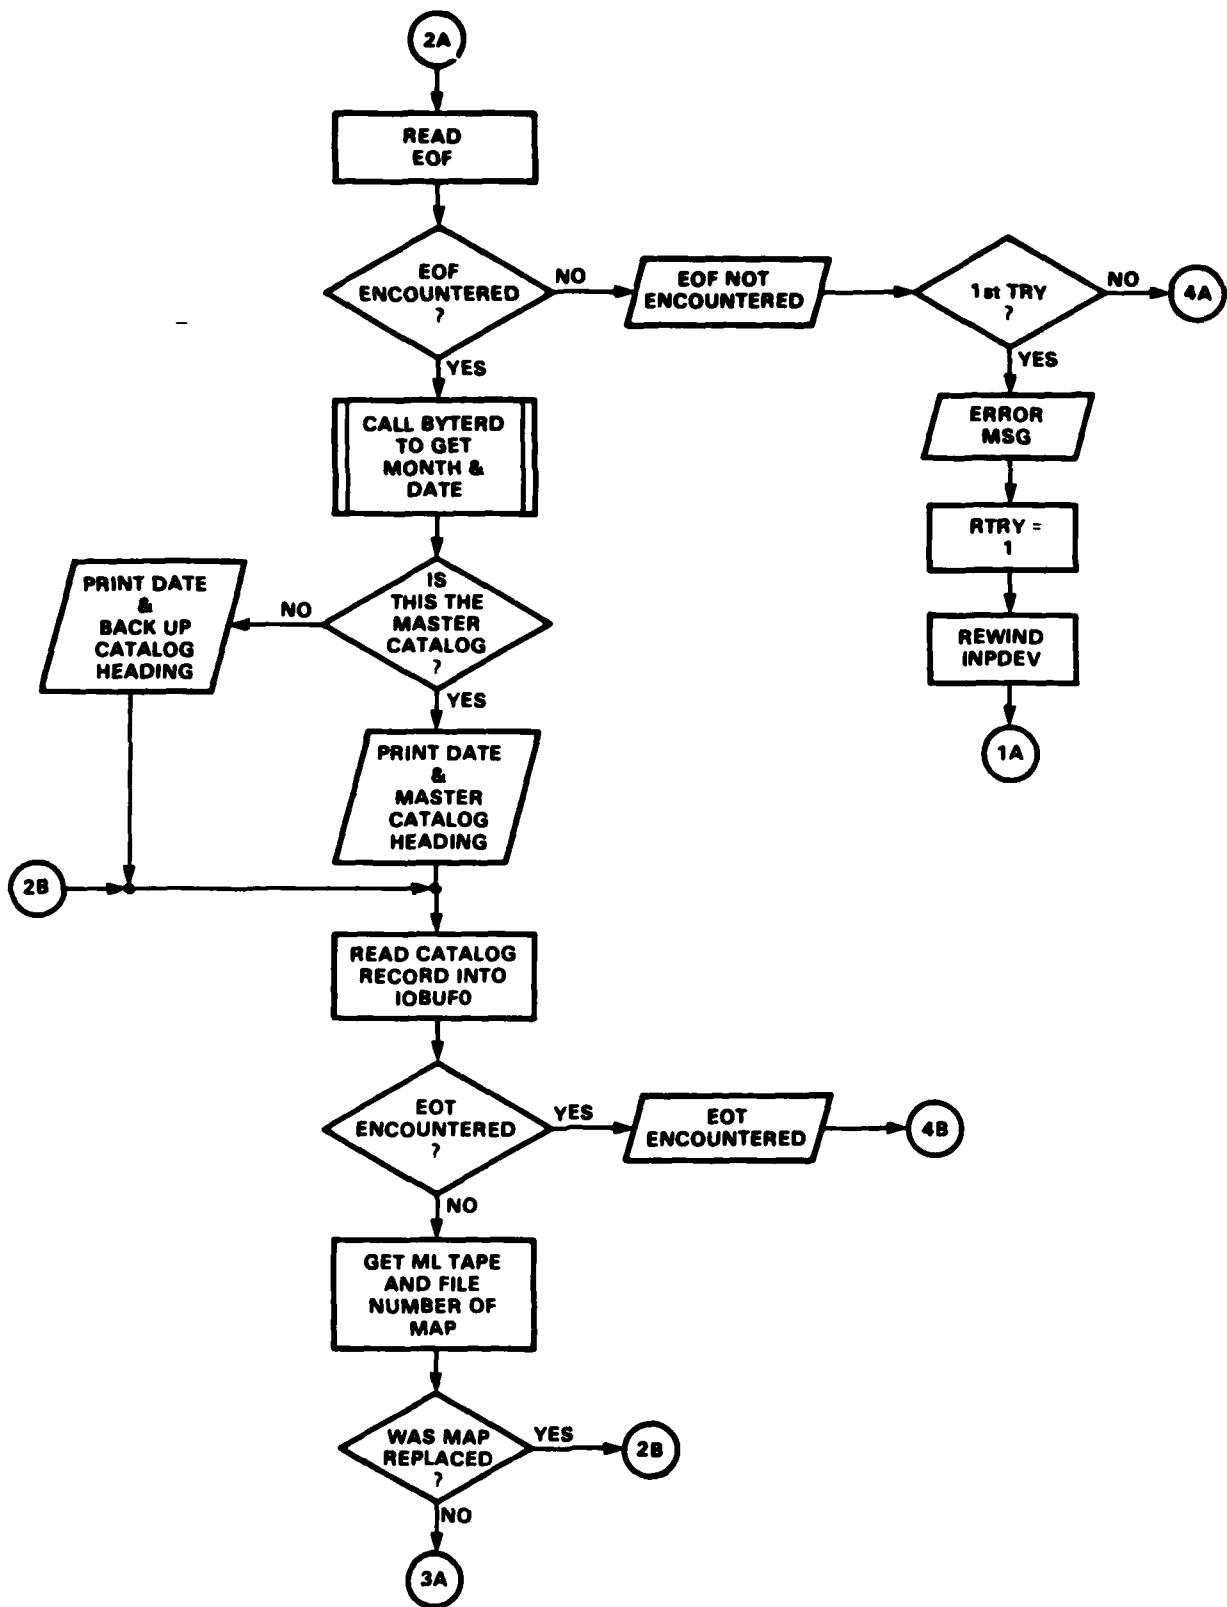 2A
READ
EOF
EOF
ENCOUNTERED
?
NO
EOF NOT
ENCOUNTERED
1st TRY
?
NO
4A
YES
YES
CALL BYTERD
TO GET
MONTH &
DATE
ERROR
MSG
RTRY =
1
REWIND
INPDEV
1A
IS
THIS THE
MASTER
CATALOG
?
NO
PRINT DATE
&
BACK UP
CATALOG
HEADING
YES
PRINT DATE
&
MASTER
CATALOG
HEADING
2B
READ CATALOG
RECORD INTO
IOBUF0
EOT
ENCOUNTERED
?
YES
EOT
ENCOUNTERED
4B
NO
GET ML TAPE
AND FILE
NUMBER OF
MAP
WAS MAP
REPLACED
?
YES
2B
NO
3A